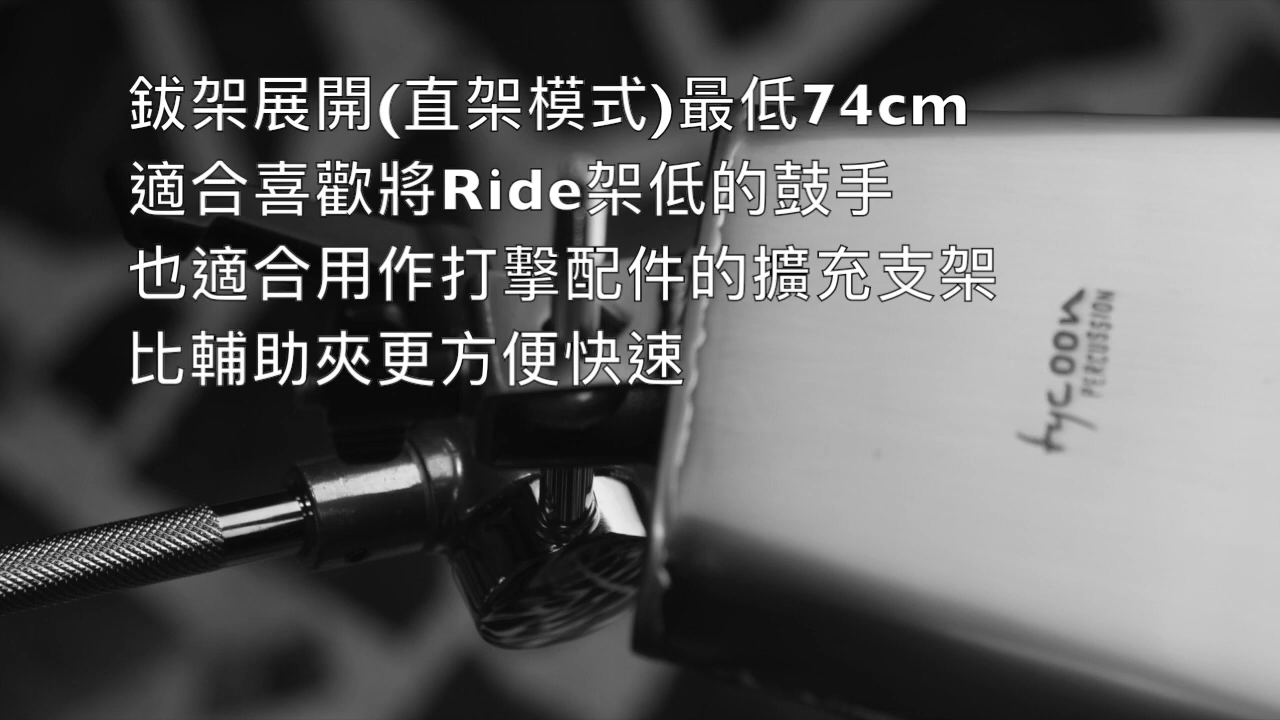 鈸架展開(直架模式)最低74cm
適合喜歡將Ride架低的鼓手
也適合用作打擊配件的擴充支架
比輔助夾更方便快速
tycoon
PERCUSSION